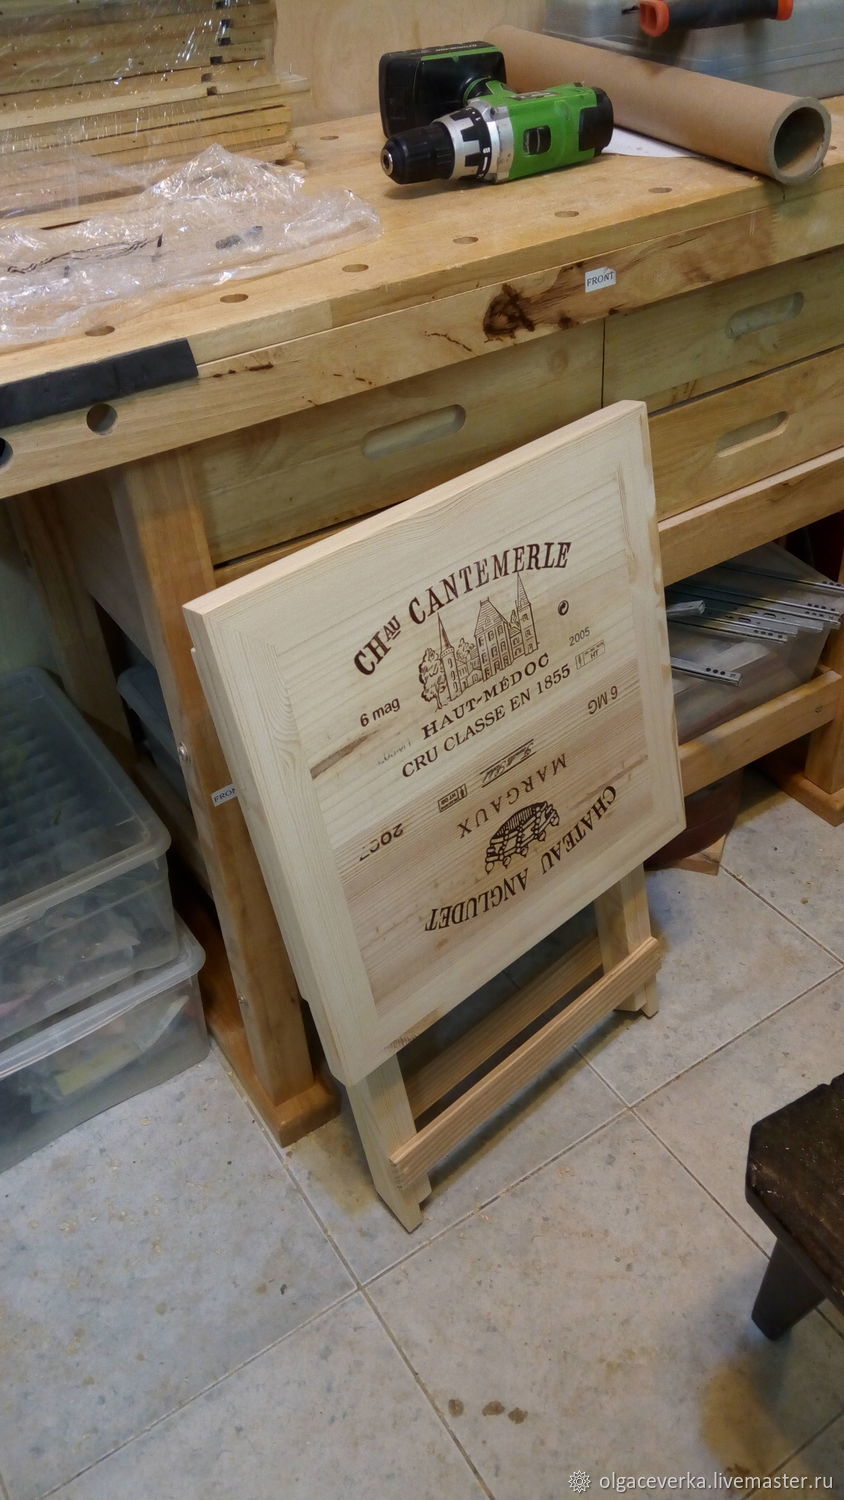 FRONT
CHAU CANTEMERLE
2005
6 mag
HAUT-MÉDOC
CRU CLASSE EN 1855
6 MG
MARGAUX
2007
CHATEAU ANGLUDET
FRON
olgaceverka.livemaster.ru